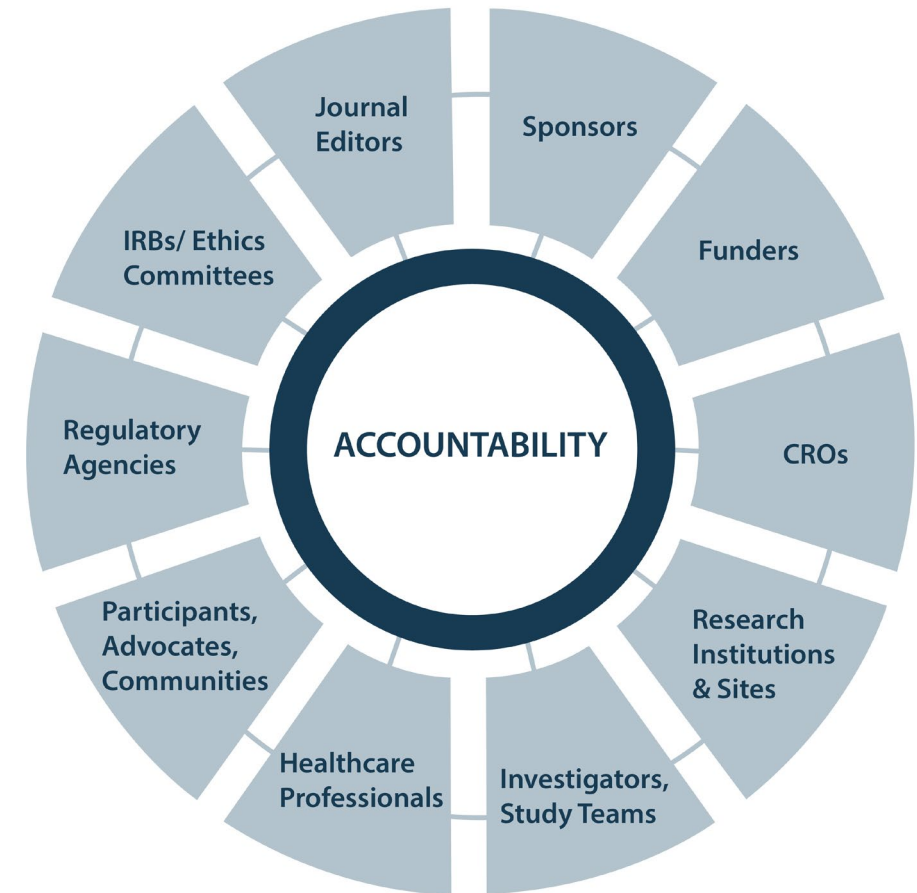 Journal
Editors
Sponsors
Funders
CROs
Research
Institutions
& Sites
Investigators,
Study Teams
Healthcare
Professionals
Participants,
Advocates,
Communities
Regulatory
Agencies
IRBs/ Ethics
Committees
ACCOUNTABILITY